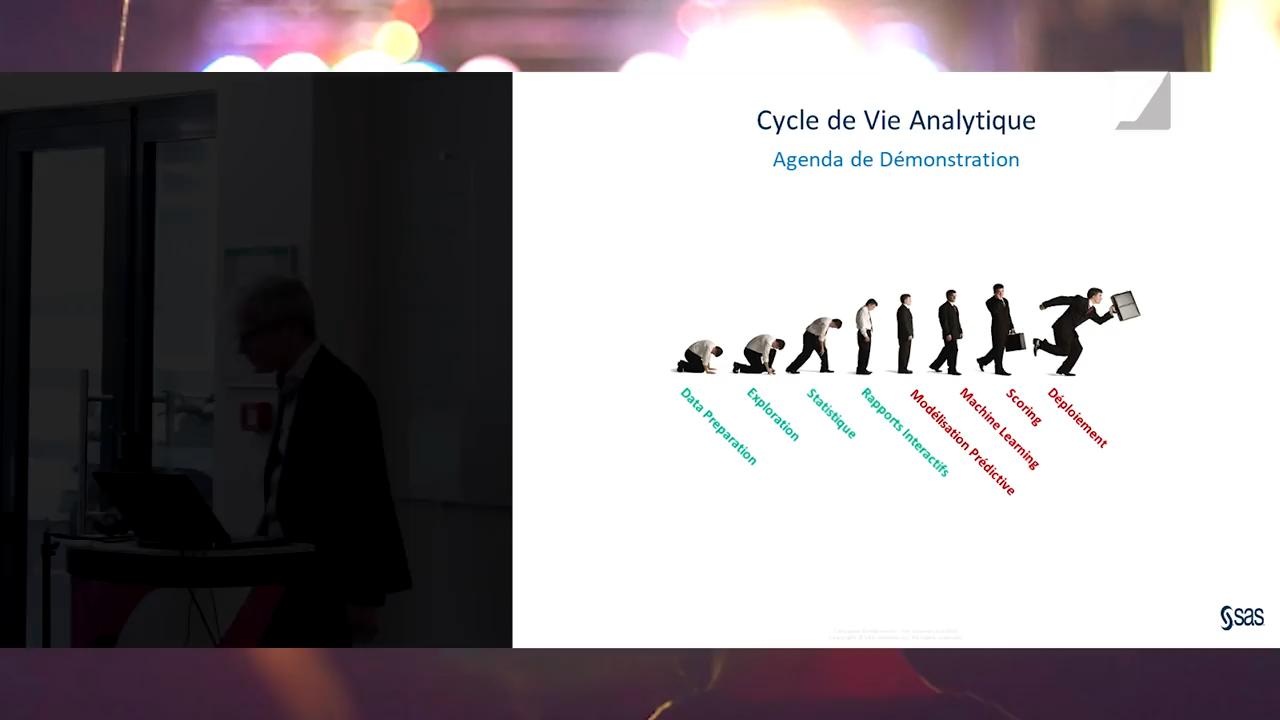 Cycle de Vie Analytique
Agenda de Démonstration
Data Preparation
Exploration
Statistique
Rapports Interactifs
Modélisation Prédictive
Machine Learning
Scoring
Déploiement
sas